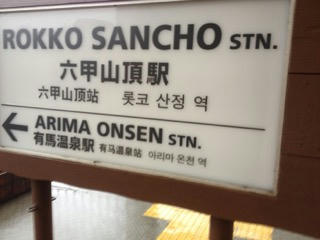 ROKKO SANCHO STN.
六甲山頂駅
六甲山顶站 롯코 산정 역
← ARIMA ONSEN STN.
有馬温泉駅 有马温泉站 아리마 온천 역